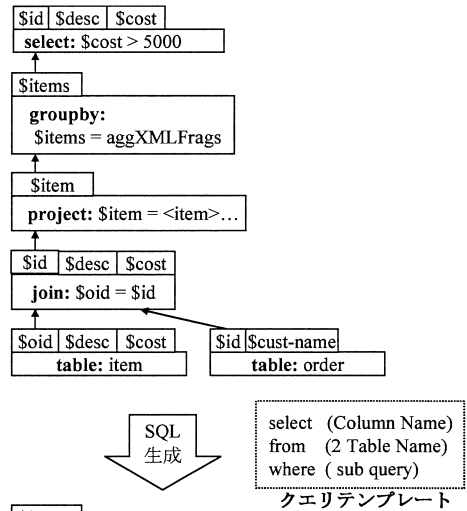 $id $desc $cost
select: $cost > 5000
$items
groupby:
$items = aggXMLFrags
$item
project: $item = <item>…
$id $desc $cost
join: $oid = $id
$oid $desc $cost
table: item
$id $cust-name
table: order
SQL
生成
select (Column Name)
from (2 Table Name)
where ( sub query)
クエリテンプレート